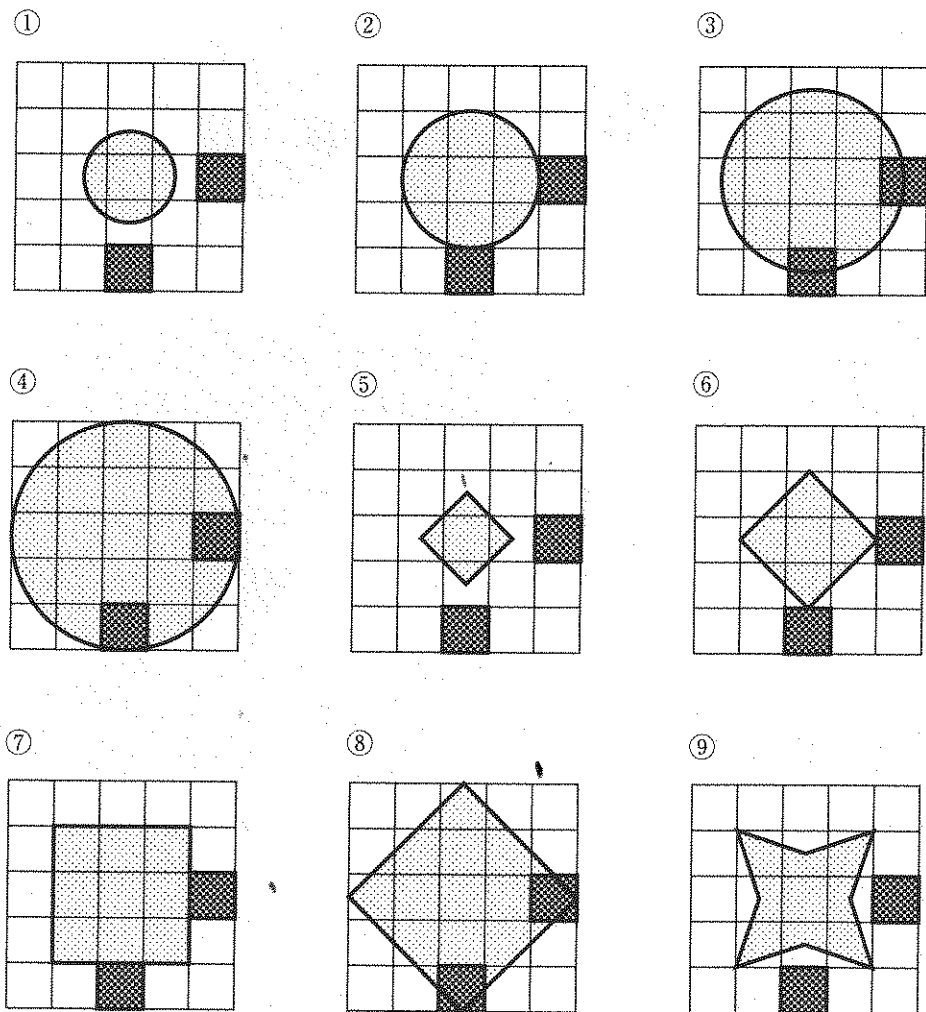 ① ② ③
④ ⑤ ⑥
⑦ ⑧ ⑨